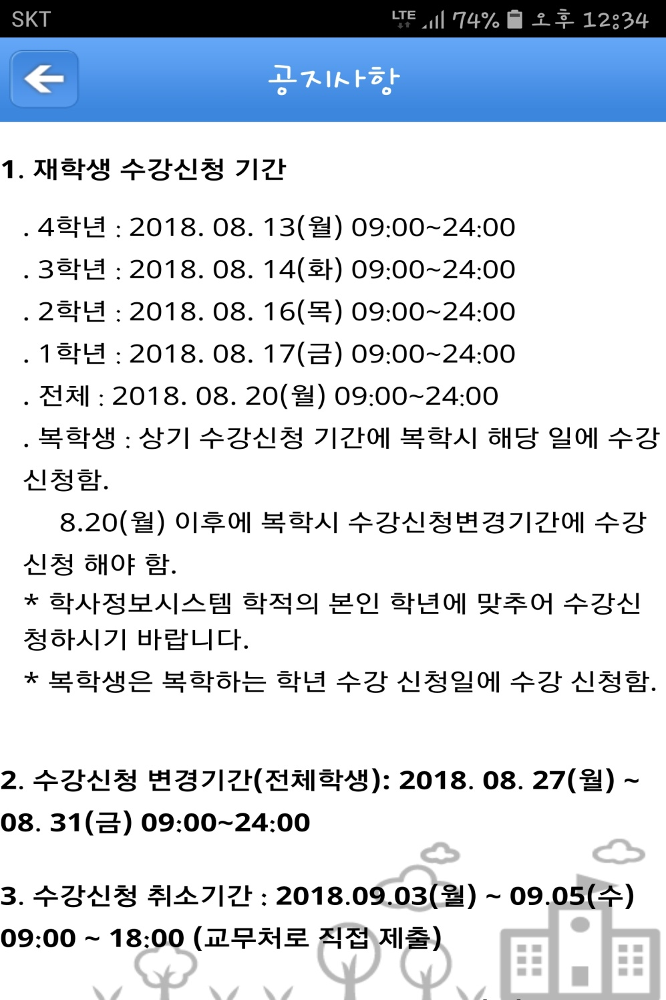 SKT LTE 74% 오후 12:34
공지사항
1. 재학생 수강신청 기간
. 4학년 : 2018. 08. 13(월) 09:00~24:00
. 3학년 : 2018. 08. 14(화) 09:00~24:00
. 2학년 : 2018. 08. 16(목) 09:00~24:00
. 1학년 : 2018. 08. 17(금) 09:00~24:00
. 전체 : 2018. 08. 20(월) 09:00~24:00
. 복학생 : 상기 수강신청 기간에 복학시 해당 일에 수강
신청함.
8.20(월) 이후에 복학시 수강신청변경기간에 수강
신청 해야 함.
* 학사정보시스템 학적의 본인 학년에 맞추어 수강신
청하시기 바랍니다.
* 복학생은 복학하는 학년 수강 신청일에 수강 신청함.
2. 수강신청 변경기간(전체학생): 2018. 08. 27(월) ~
08. 31(금) 09:00~24:00
3. 수강신청 취소기간 : 2018.09.03(월) ~ 09.05(수)
09:00 ~ 18:00 (교무처로 직접 제출)